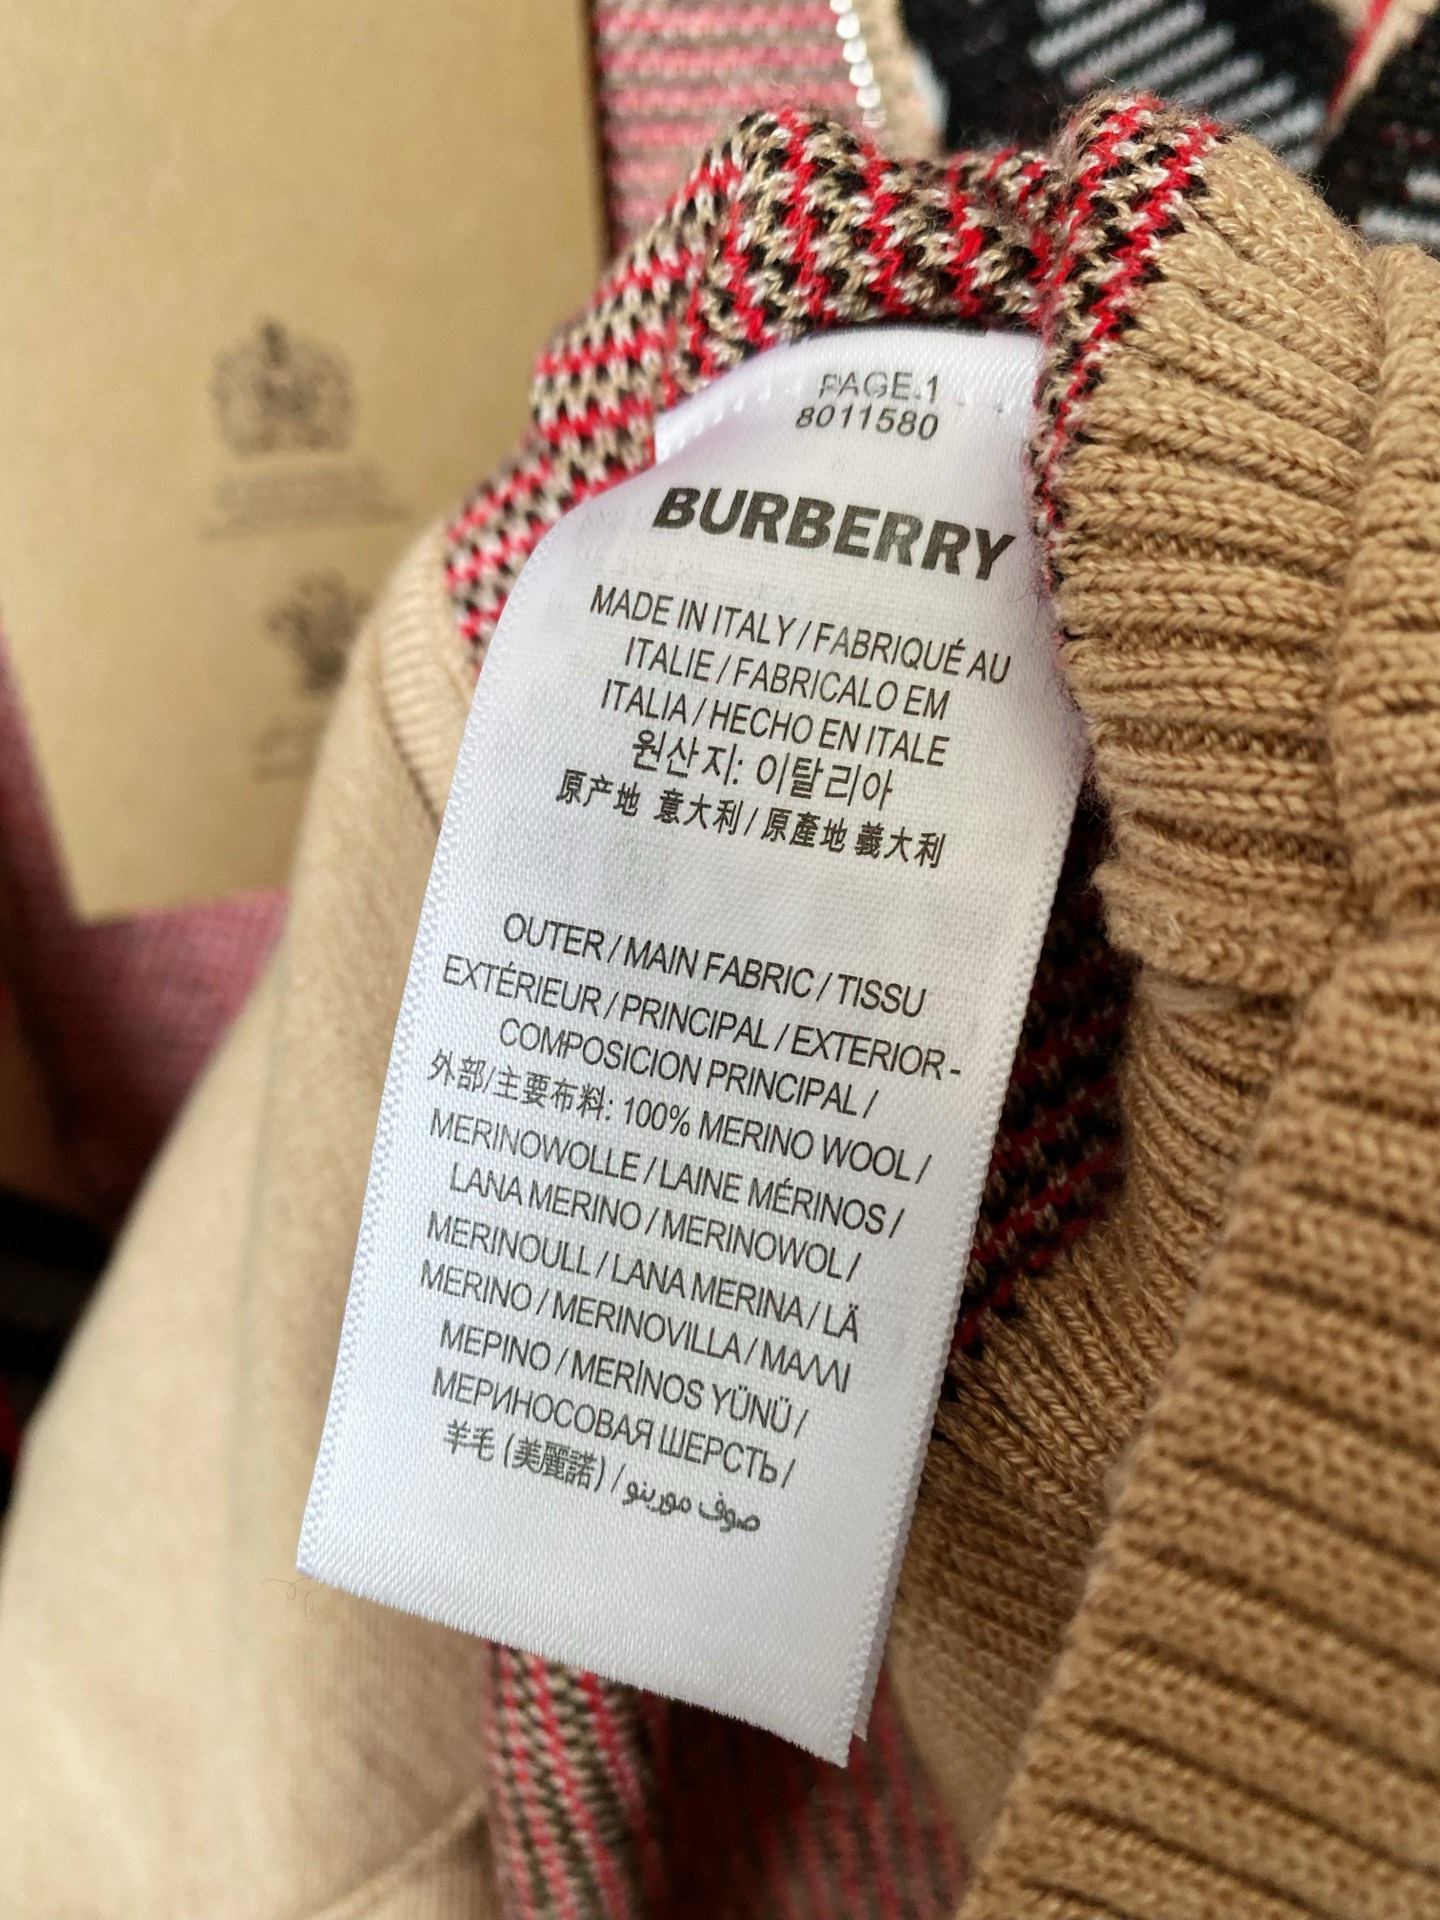 PAGE.1
8011580
BURBERRY
MADE IN ITALY / FABRIQUÉ AU
ITALIE / FABRICALO EM
ITALIA / HECHO EN ITALE
원산지: 이탈리아
原产地 意大利 / 原產地 義大利
OUTER / MAIN FABRIC / TISSU
EXTÉRIEUR / PRINCIPAL / EXTERIOR -
COMPOSICION PRINCIPAL /
外部/主要布料: 100% MERINO WOOL /
MERINOWOLLE / LAINE MÉRINOS /
LANA MERINO / MERINOWOL /
MERINOULL / LANA MERINA / LÄ
MERINO / MERINOVILLA / ΜΑΛΛΙ
ΜΕΡΙΝΟ / MERİNOS YÜNÜ /
МЕРИНОСОВАЯ ШЕРСТЬ /
羊毛 (美麗諾) / صوف مورينو